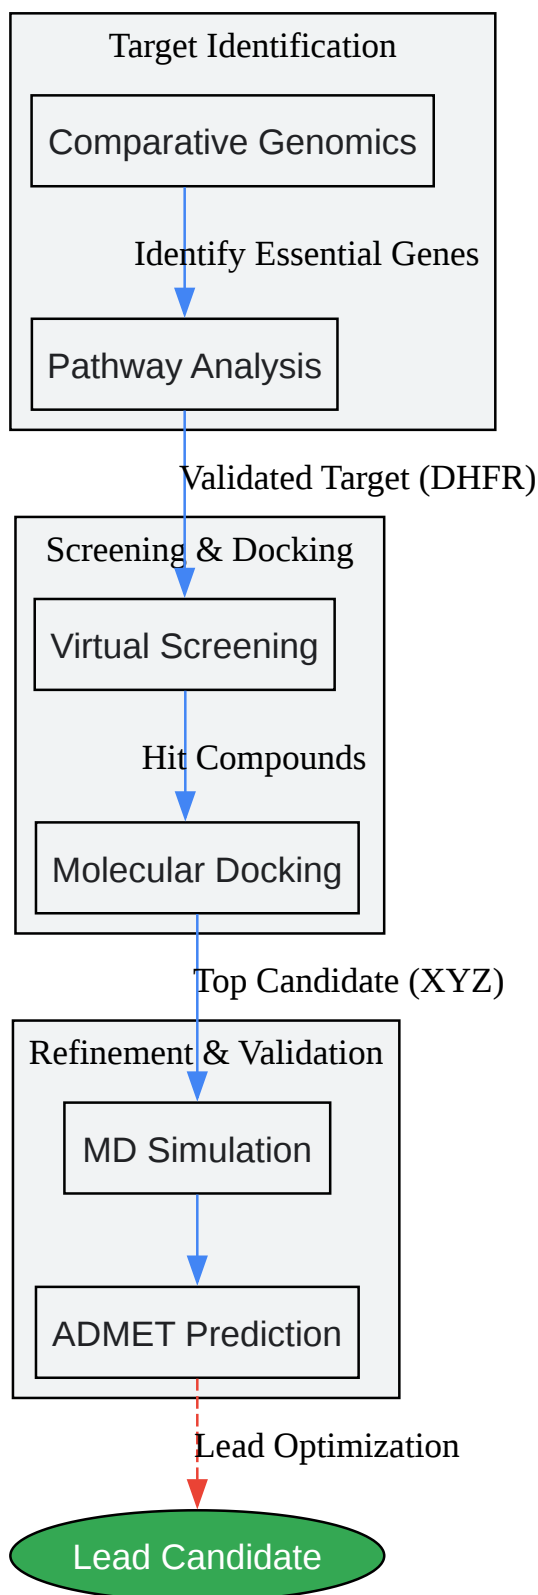 Target Identification
Comparative Genomics
Identify Essential Genes
Pathway Analysis
Validated Target (DHFR)
Screening & Docking
Virtual Screening
Hit Compounds
Molecular Docking
Top Candidate (XYZ)
Refinement & Validation
MD Simulation
ADMET Prediction
Lead Optimization
Lead Candidate